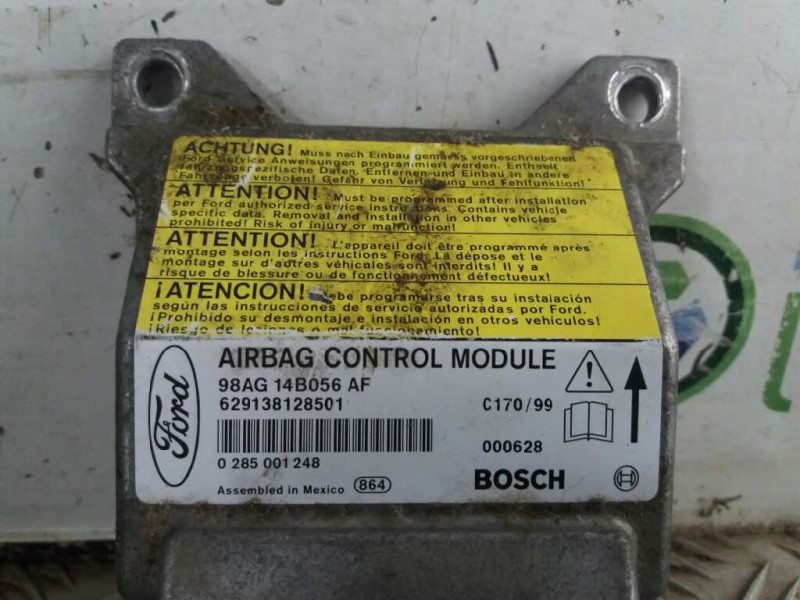 ACHTUNG! Muss nach Einbau gemäss vorgeschriebenen
Ford Service Anweisungen programmiert werden. Enthält
fahrzeugspezifische Daten. Entfernen und Einbau in andere
Fahrzeuge verboten! Gefahr von Verletzung und Fehlfunktion!
ATTENTION! Must be programmed after installation
per Ford authorized service instructions. Contains vehicle
specific data. Removal and installation in other vehicles
prohibited! Risk of injury or malfunction!
ATTENTION! L'appareil doit être programmé après
montage selon les instructions Ford. La dépose et le
montage sur d'autres véhicules sont interdits! Il y a
risque de blessure ou de fonctionnement défectueux!
¡ATENCION! Debe programarse tras su instalación
según las instrucciones de servicio autorizadas por Ford.
¡Prohibido su desmontaje e instalación en otros vehículos!
¡Riesgo de lesiones o mal funcionamiento!
Ford
AIRBAG CONTROL MODULE
98AG 14B056 AF
629138128501 C170/99
000628
0 285 001 248
Assembled in Mexico 864 BOSCH